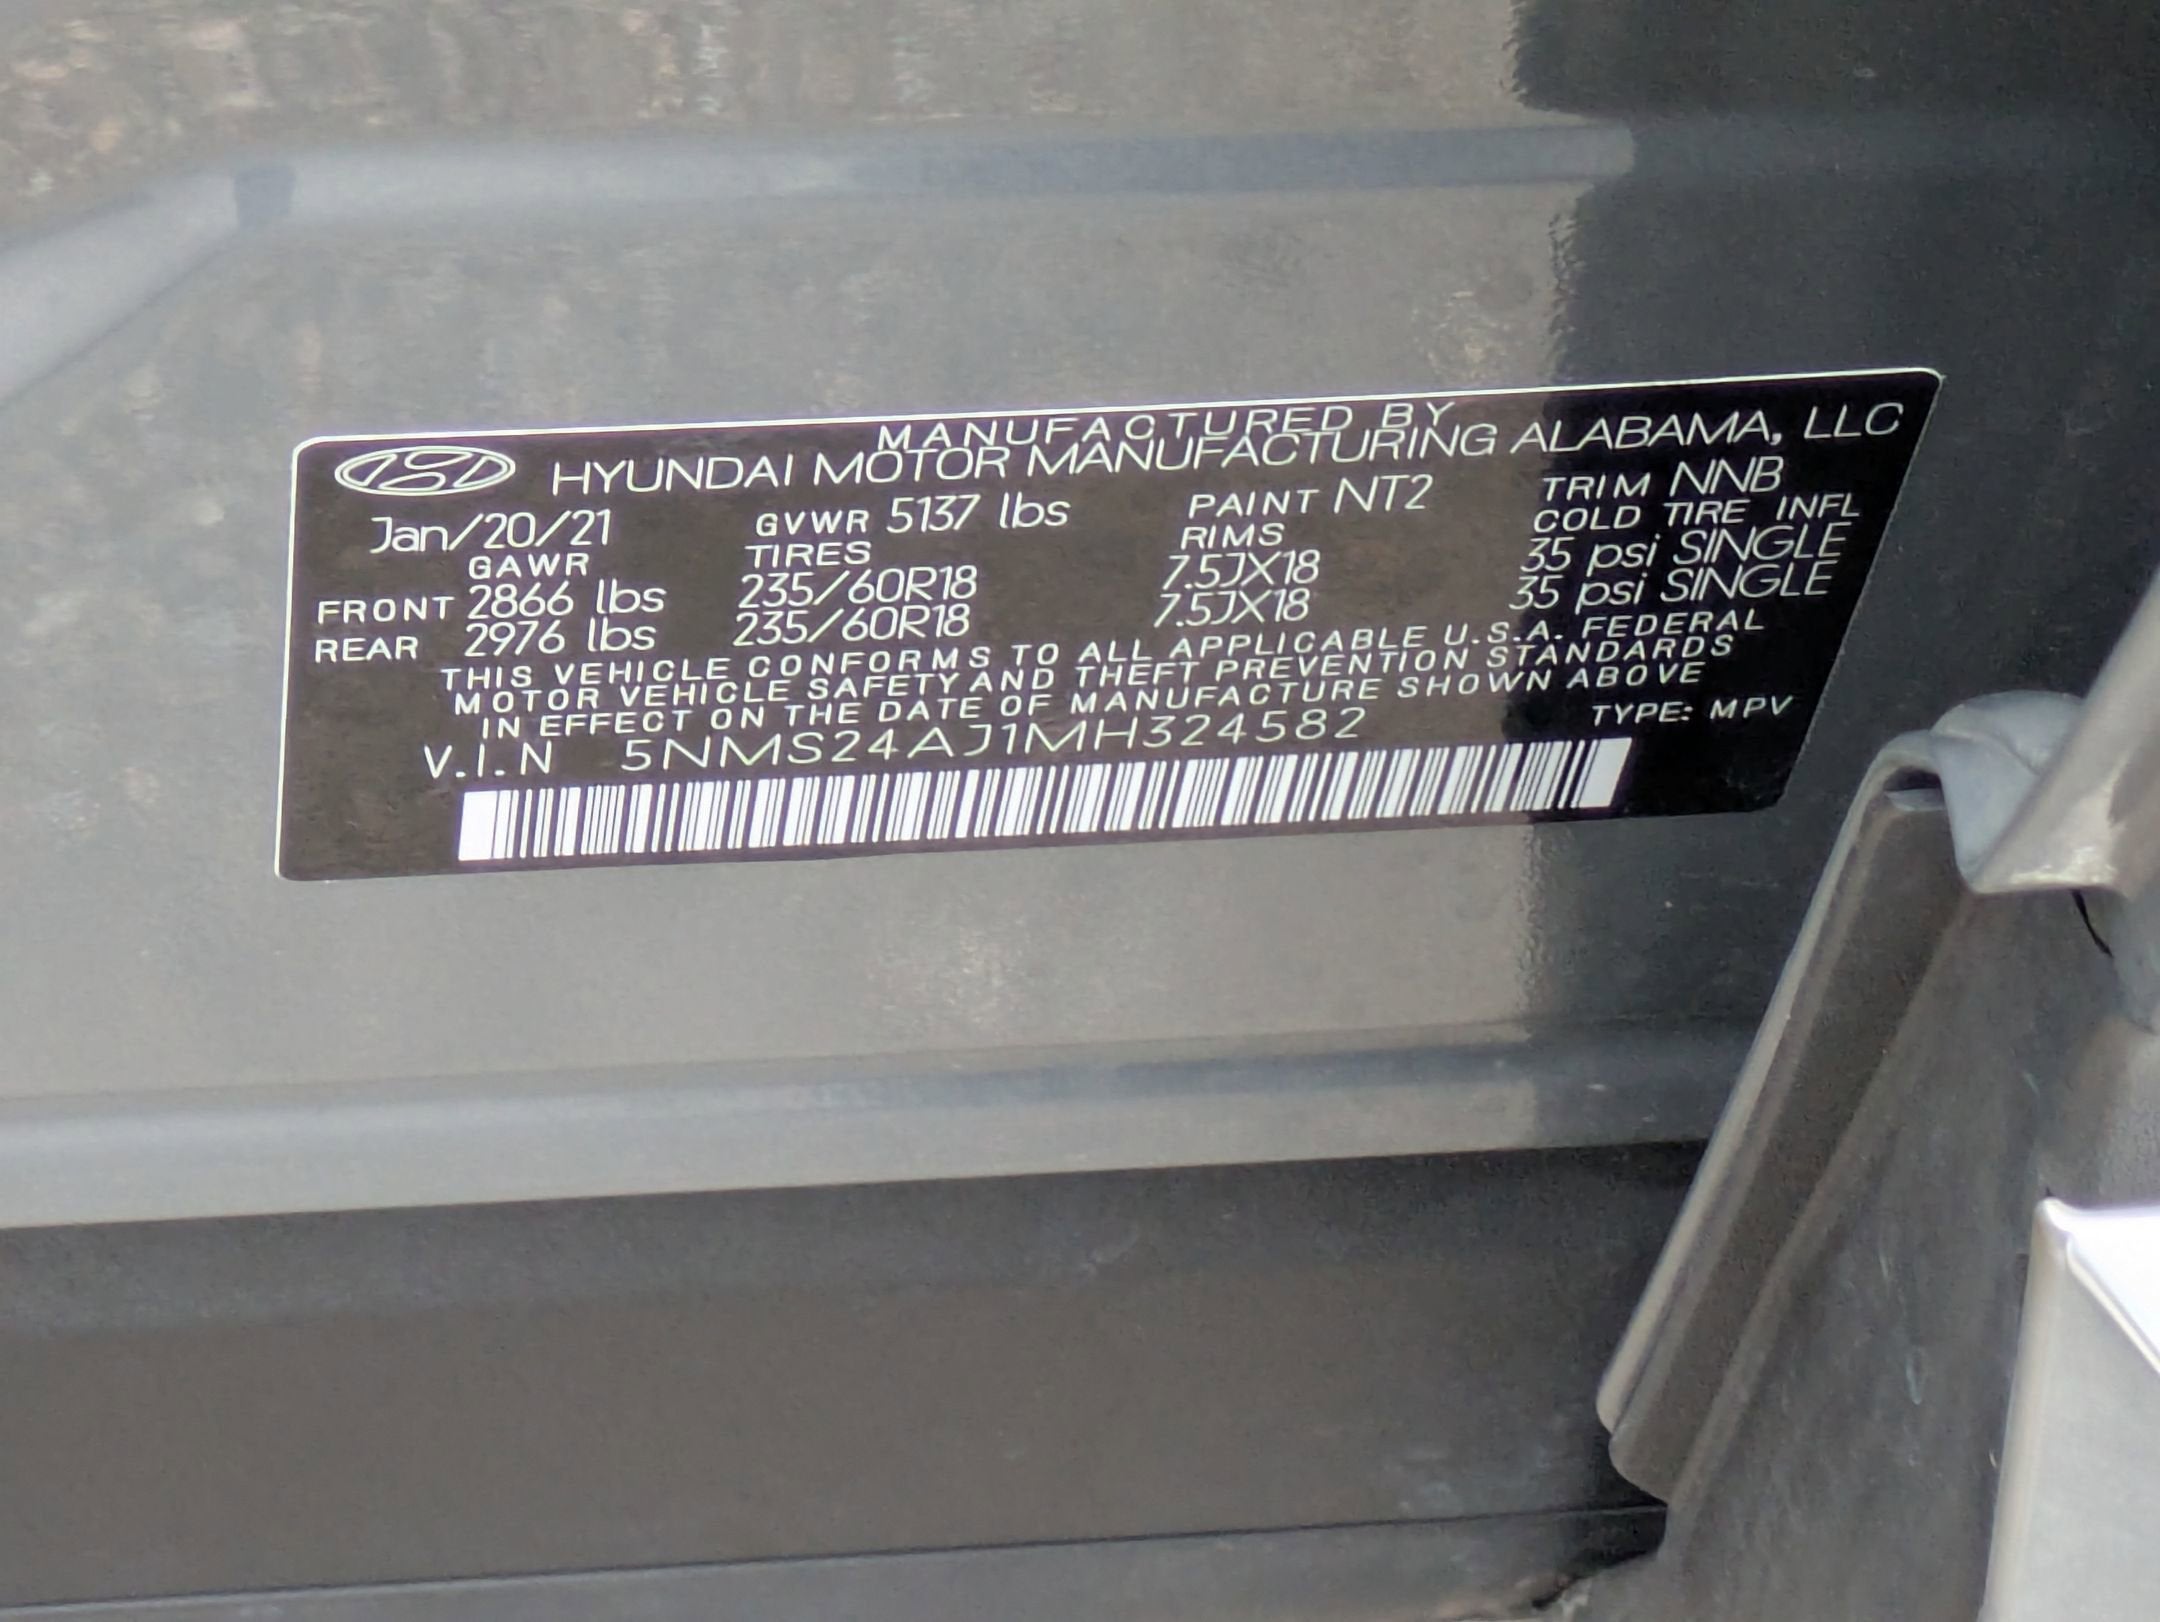 MANUFACTURED BY
HYUNDAI MOTOR MANUFACTURING ALABAMA, LLC
Jan/20/21 GVWR 5137 lbs PAINT NT2 TRIM NNB
GAWR TIRES RIMS COLD TIRE INFL
FRONT 2866 lbs 235/60R18 7.5JX18 35 psi SINGLE
REAR 2976 lbs 235/60R18 7.5JX18 35 psi SINGLE
THIS VEHICLE CONFORMS TO ALL APPLICABLE U.S.A. FEDERAL
MOTOR VEHICLE SAFETY AND THEFT PREVENTION STANDARDS
IN EFFECT ON THE DATE OF MANUFACTURE SHOWN ABOVE
V.I.N 5NMS24AJ1MH324582 TYPE: MPV